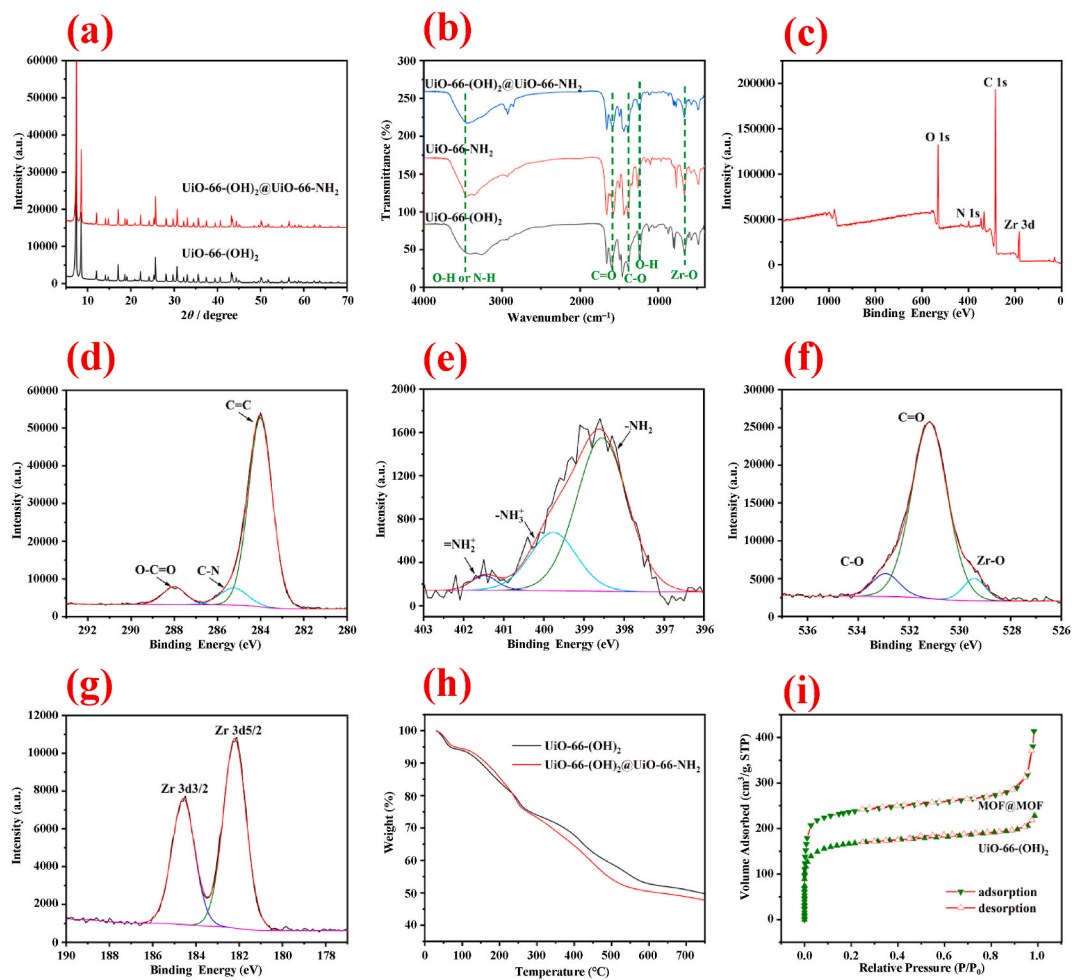 (a)
60000
50000
40000
30000
20000
10000
0
Intensity (a.u.)
UiO-66-(OH)₂@UiO-66-NH₂
UiO-66-(OH)₂
10 20 30 40 50 60 70
2θ / degree
(b)
300
250
200
150
100
50
0
Transmittance (%)
UiO-66-(OH)₂@UiO-66-NH₂
UiO-66-NH₂
UiO-66-(OH)₂
O-H or N-H
C=O
C-O
O-H
Zr-O
4000 3000 2000 1000
Wavenumber (cm⁻¹)
(c)
200000
150000
100000
50000
0
Intensity (a.u.)
O 1s
N 1s
C 1s
Zr 3d
1200 1000 800 600 400 200 0
Binding Energy (eV)
(d)
60000
50000
40000
30000
20000
10000
0
Intensity (a.u.)
C=C
O-C=O
C-N
292 290 288 286 284 282 280
Binding Energy (eV)
(e)
2000
1600
1200
800
400
0
Intensity (a.u.)
-NH₂
-NH₃⁺
=NH₂⁺
403 402 401 400 399 398 397 396
Binding Energy (eV)
(f)
30000
25000
20000
15000
10000
5000
0
Intensity (a.u.)
C=O
C-O
Zr-O
536 534 532 530 528 526
Binding Energy (eV)
(g)
12000
10000
8000
6000
4000
2000
0
Intensity (a.u.)
Zr 3d5/2
Zr 3d3/2
190 188 186 184 182 180 178
Binding Energy (eV)
(h)
100
90
80
70
60
50
40
Weight (%)
UiO-66-(OH)₂
UiO-66-(OH)₂@UiO-66-NH₂
0 100 200 300 400 500 600 700
Temperature (°C)
(i)
400
300
200
100
0
Volume Adsorbed (cm³/g, STP)
MOF@MOF
UiO-66-(OH)₂
adsorption
desorption
0.0 0.2 0.4 0.6 0.8 1.0
Relative Pressure (P/P₀)